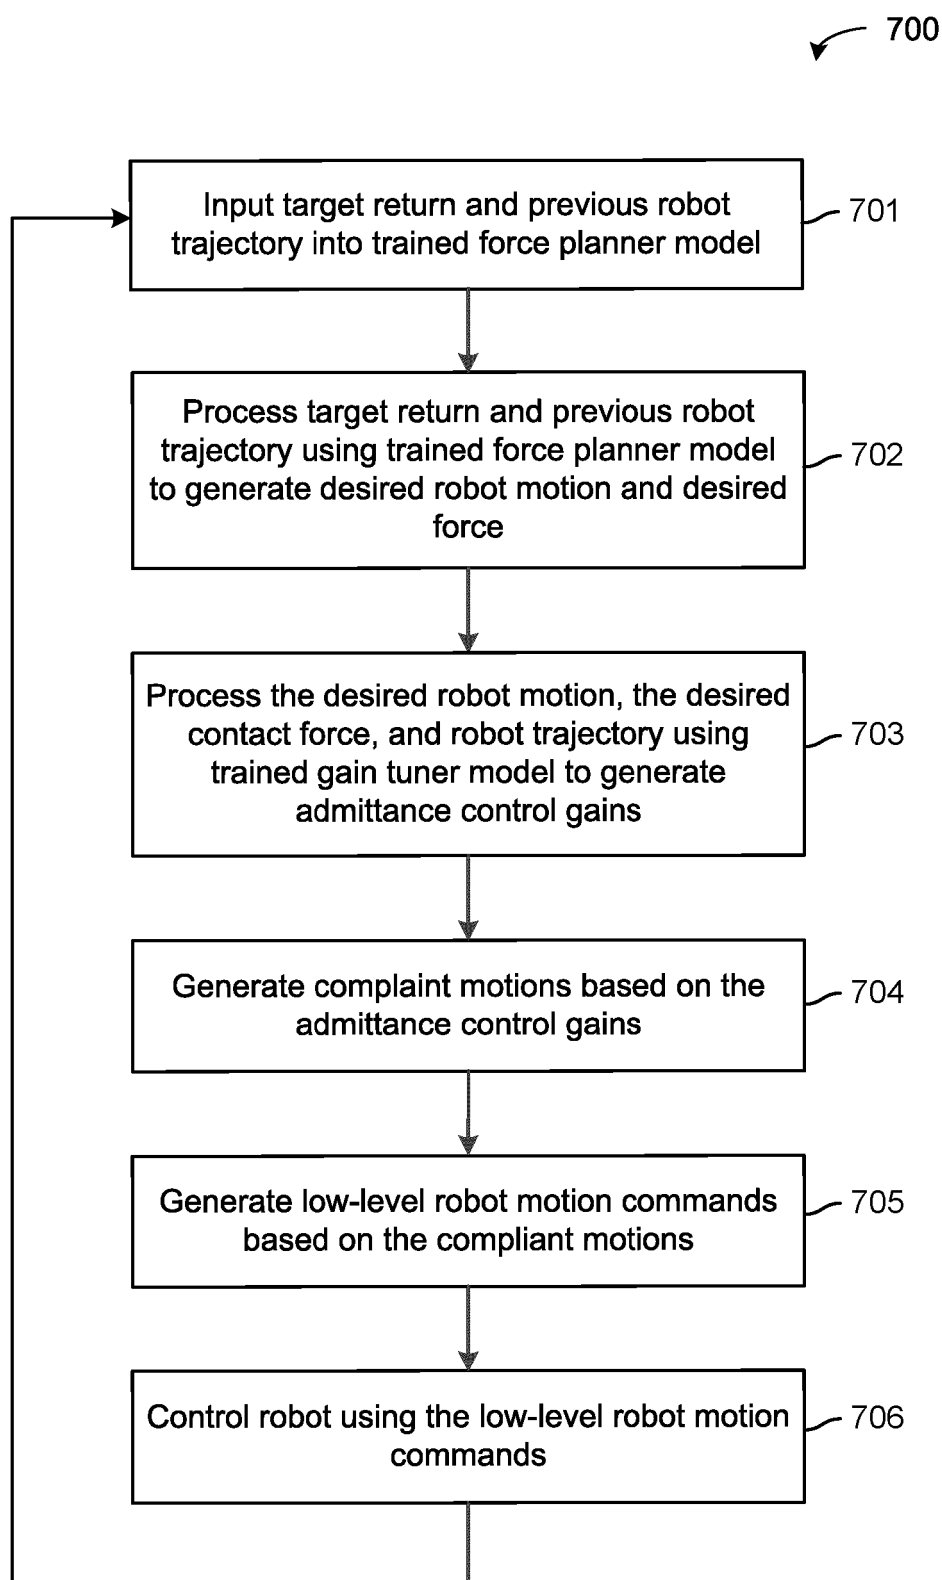 700
Input target return and previous robot
trajectory into trained force planner model
701
Process target return and previous robot
trajectory using trained force planner model
to generate desired robot motion and desired
force
702
Process the desired robot motion, the desired
contact force, and robot trajectory using
trained gain tuner model to generate
admittance control gains
703
Generate complaint motions based on the
admittance control gains
704
Generate low-level robot motion commands
based on the compliant motions
705
Control robot using the low-level robot motion
commands
706